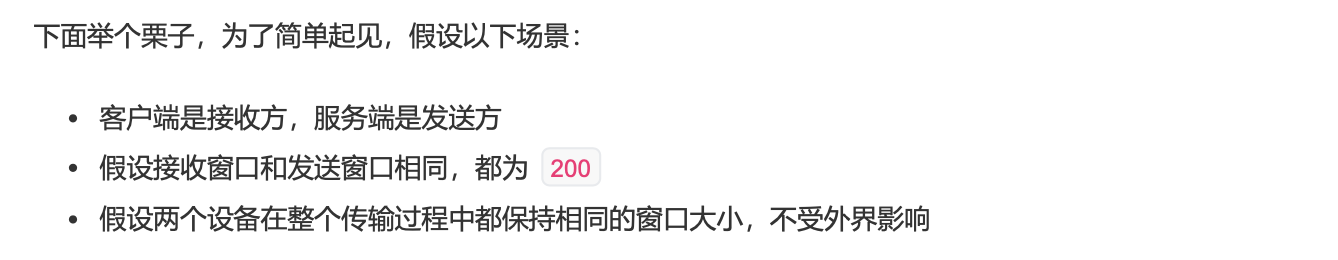 下面举个栗子，为了简单起见，假设以下场景：
客户端是接收方，服务端是发送方
假设接收窗口和发送窗口相同，都为 200
假设两个设备在整个传输过程中都保持相同的窗口大小，不受外界影响